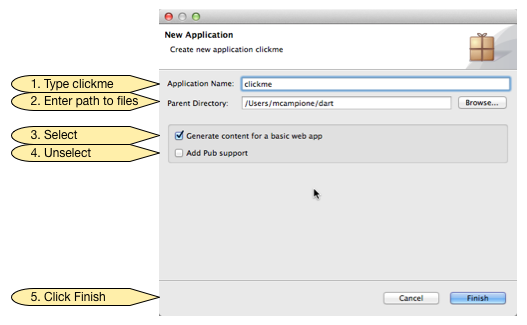 New Application
Create new application clickme
1. Type clickme
Application Name: clickme
2. Enter path to files
Parent Directory: /Users/mcampione/dart Browse...
3. Select
Generate content for a basic web app
4. Unselect
Add Pub support
5. Click Finish
Cancel Finish